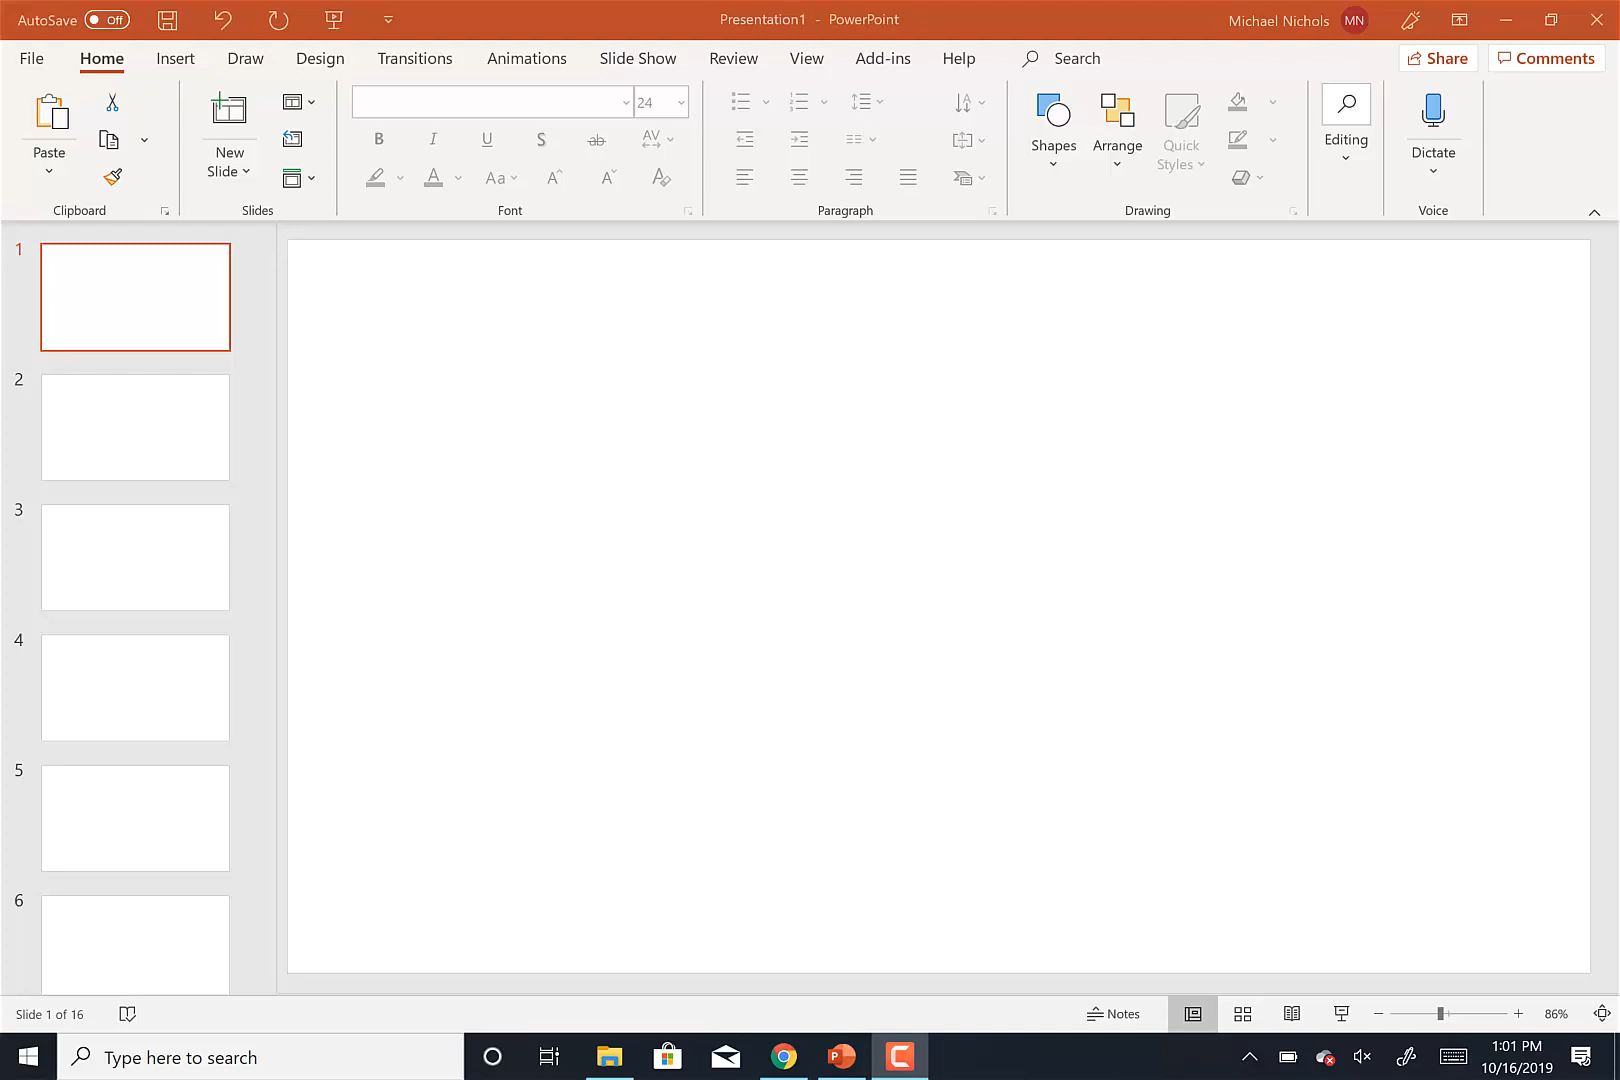 AutoSave Off
Presentation1 - PowerPoint
Michael Nichols MN
File Home Insert Draw Design Transitions Animations Slide Show Review View Add-ins Help Search
Share Comments
24
B I U S ab AV
A Aa A A A
Paste
New
Slide
Shapes Arrange Quick
Styles
Editing
Dictate
Clipboard Slides Font Paragraph Drawing Voice
1
2
3
4
5
6
Slide 1 of 16
Notes
86%
Type here to search
1:01 PM
10/16/2019